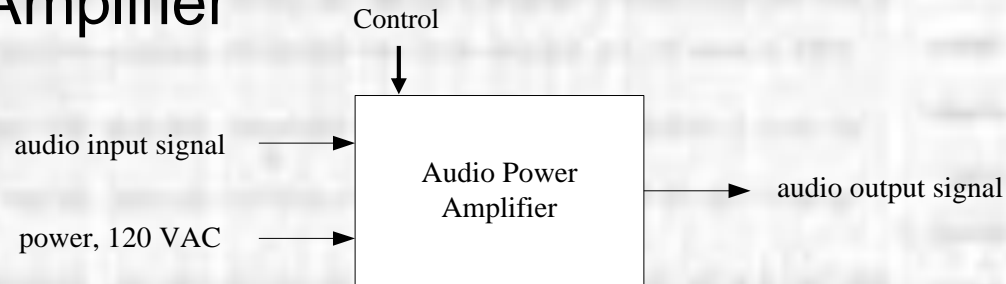 Amplifier
Control
audio input signal
Audio Power
Amplifier
audio output signal
power, 120 VAC